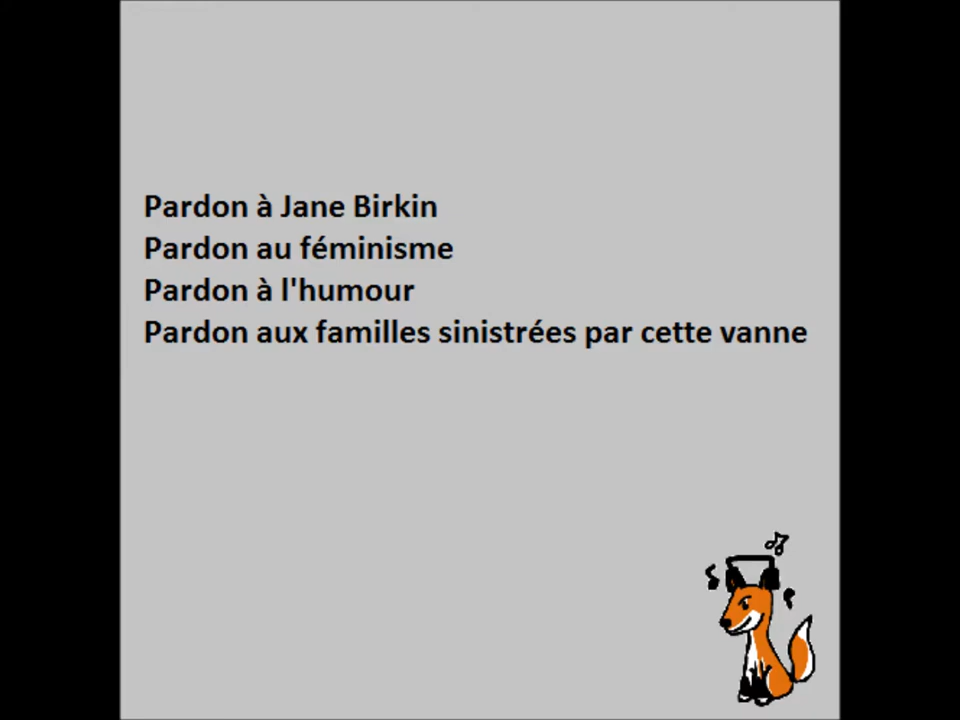 Pardon à Jane Birkin
Pardon au féminisme
Pardon à l'humour
Pardon aux familles sinistrées par cette vanne